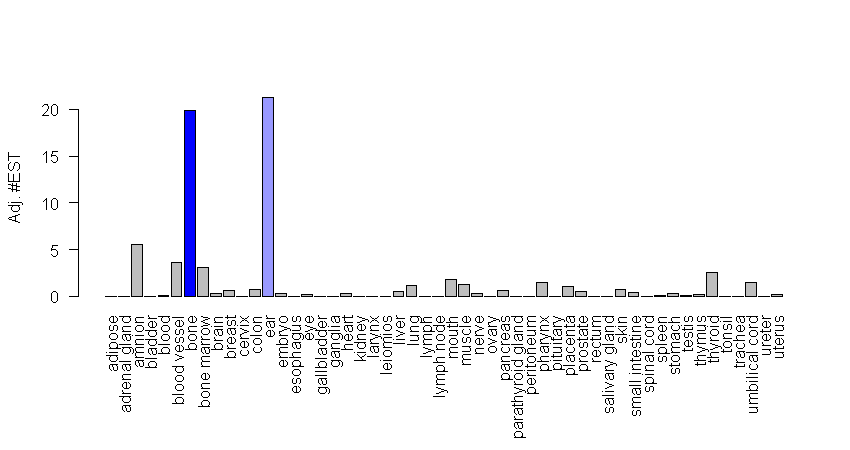 Adj. #EST
20
15
10
5
0
adipose
adrenal gland
amnion
bladder
blood
blood vessel
bone
bone marrow
brain
breast
cervix
colon
ear
embryo
esophagus
eye
gallbladder
ganglia
heart
kidney
larynx
leiomios
liver
lung
lymph
lymph node
mouth
muscle
nerve
ovary
pancreas
parathyroid gland
peritoneum
pharynx
pituitary
placenta
prostate
rectum
salivary gland
skin
small intestine
spinal cord
spleen
stomach
testis
thymus
thyroid
tonsil
trachea
umbilical cord
ureter
uterus